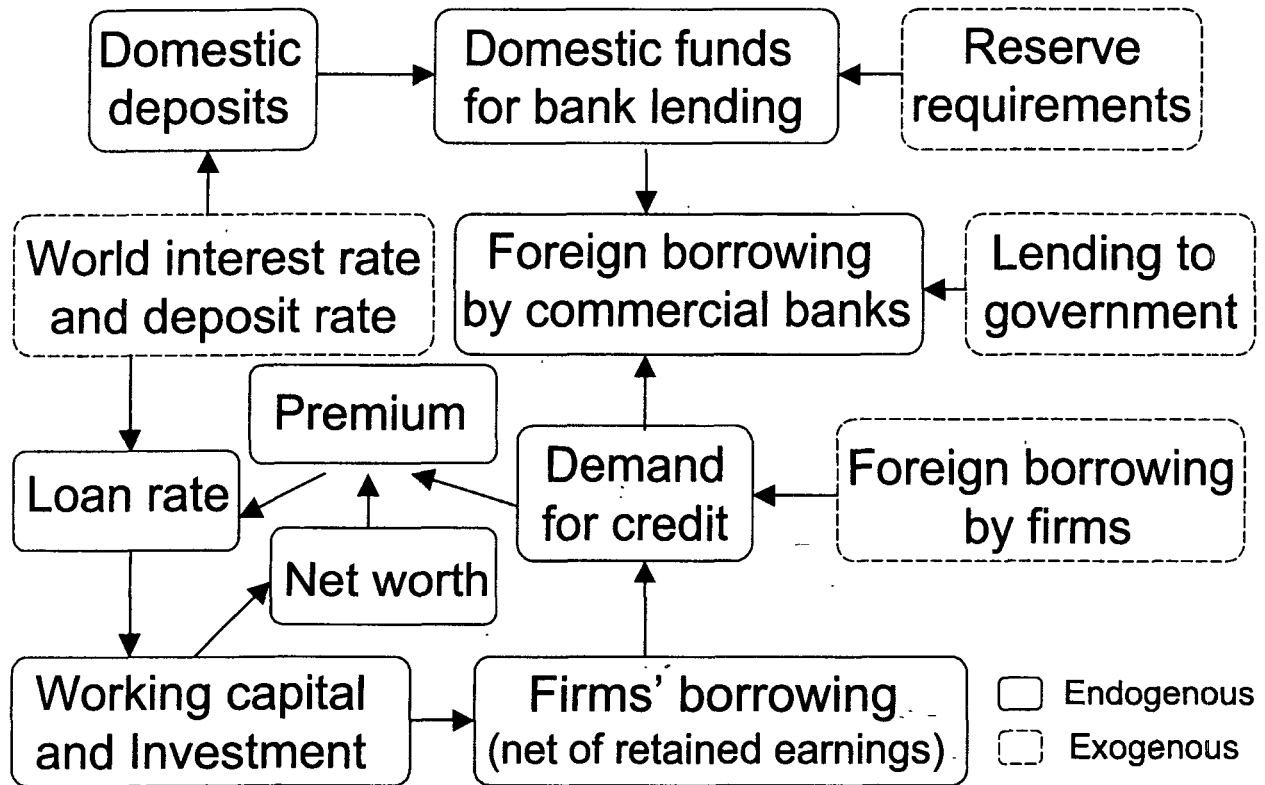 Domestic
deposits
Domestic funds
for bank lending
Reserve
requirements
World interest rate
and deposit rate
Foreign borrowing
by commercial banks
Lending to
government
Premium
Loan rate
Demand
for credit
Foreign borrowing
by firms
Net worth
Working capital
and Investment
Firms' borrowing
(net of retained earnings)
Endogenous
Exogenous